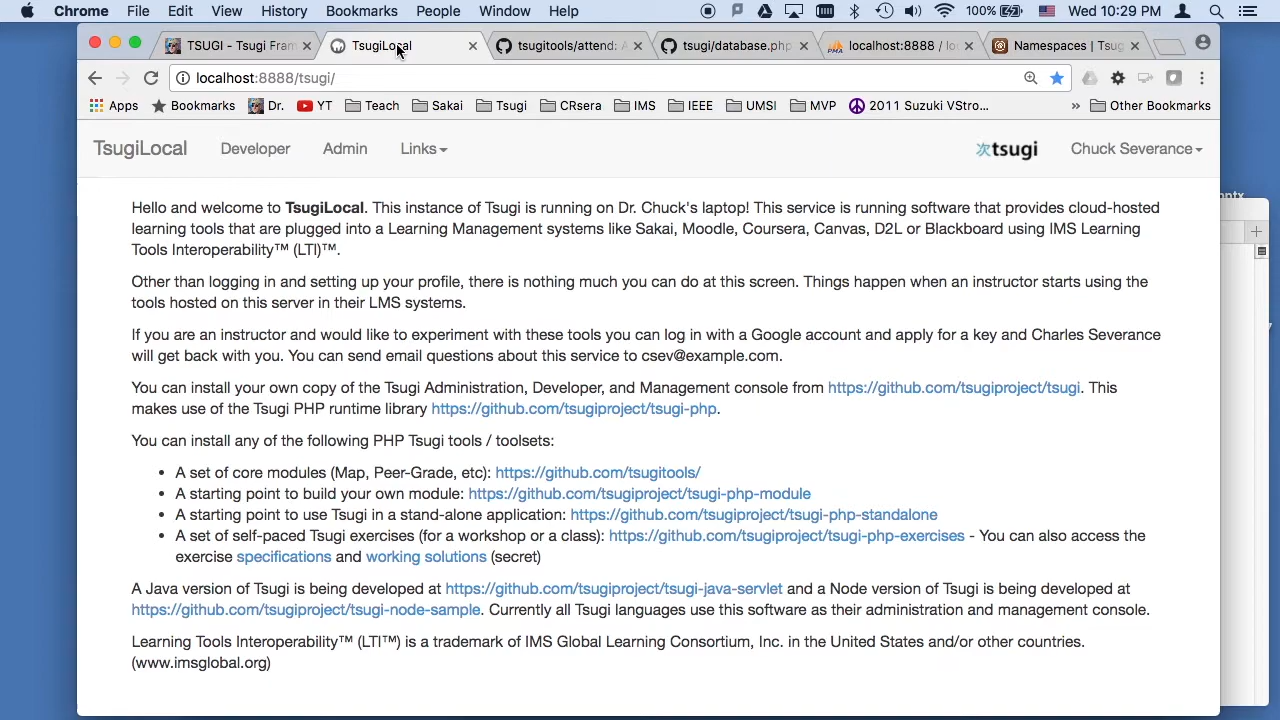 Chrome File Edit View History Bookmarks People Window Help 100% Wed 10:29 PM
TSUGI - Tsugi Fram TsugiLocal tsugitools/attend: A tsugi/database.php localhost:8888 / lo Namespaces | Tsug
localhost:8888/tsugi/
Apps Bookmarks Dr. YT Teach Sakai Tsugi CRsera IMS IEEE UMSI MVP 2011 Suzuki VStro... » Other Bookmarks
TsugiLocal Developer Admin Links 次tsugi Chuck Severance
Hello and welcome to TsugiLocal. This instance of Tsugi is running on Dr. Chuck's laptop! This service is running software that provides cloud-hosted
learning tools that are plugged into a Learning Management systems like Sakai, Moodle, Coursera, Canvas, D2L or Blackboard using IMS Learning
Tools Interoperability™ (LTI)™.
Other than logging in and setting up your profile, there is nothing much you can do at this screen. Things happen when an instructor starts using the
tools hosted on this server in their LMS systems.
If you are an instructor and would like to experiment with these tools you can log in with a Google account and apply for a key and Charles Severance
will get back with you. You can send email questions about this service to csev@example.com.
You can install your own copy of the Tsugi Administration, Developer, and Management console from https://github.com/tsugiproject/tsugi. This
makes use of the Tsugi PHP runtime library https://github.com/tsugiproject/tsugi-php.
You can install any of the following PHP Tsugi tools / toolsets:
• A set of core modules (Map, Peer-Grade, etc): https://github.com/tsugitools/
• A starting point to build your own module: https://github.com/tsugiproject/tsugi-php-module
• A starting point to use Tsugi in a stand-alone application: https://github.com/tsugiproject/tsugi-php-standalone
• A set of self-paced Tsugi exercises (for a workshop or a class): https://github.com/tsugiproject/tsugi-php-exercises - You can also access the
exercise specifications and working solutions (secret)
A Java version of Tsugi is being developed at https://github.com/tsugiproject/tsugi-java-servlet and a Node version of Tsugi is being developed at
https://github.com/tsugiproject/tsugi-node-sample. Currently all Tsugi languages use this software as their administration and management console.
Learning Tools Interoperability™ (LTI™) is a trademark of IMS Global Learning Consortium, Inc. in the United States and/or other countries.
(www.imsglobal.org)